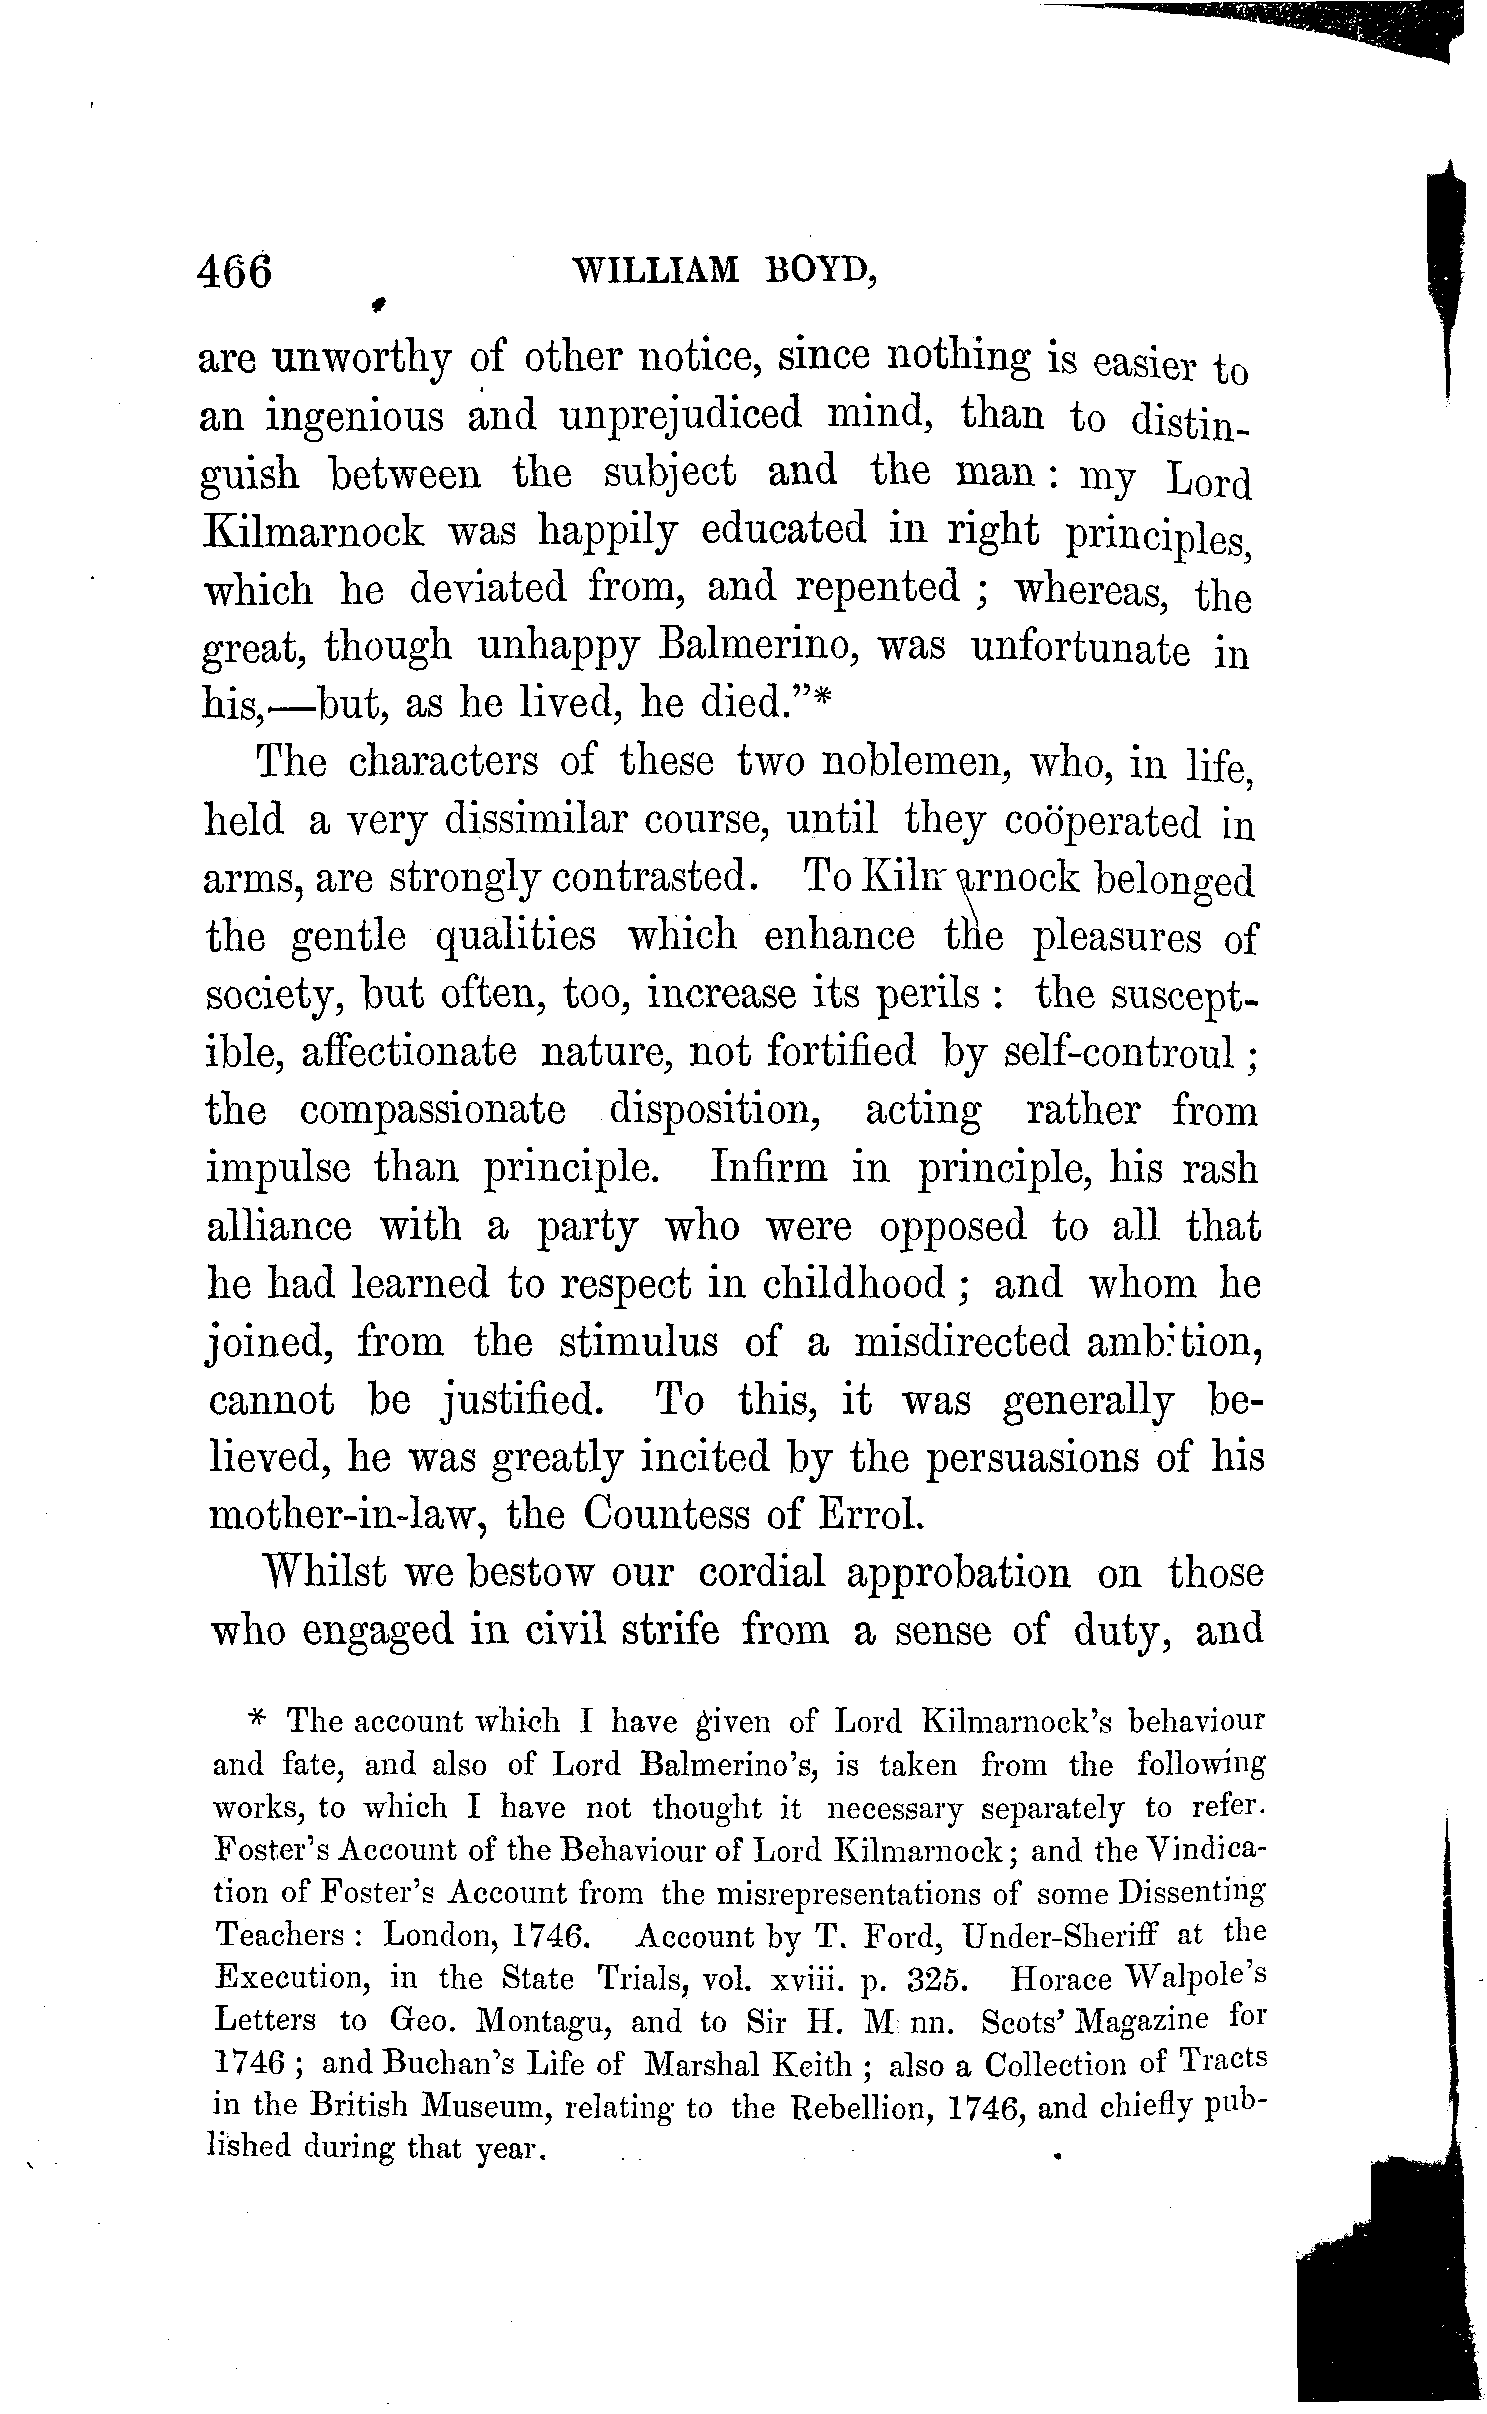 466 WILLIAM BOYD,
are unworthy of other notice, since nothing is easier to
an ingenious and unprejudiced mind, than to distin-
guish between the subject and the man : my Lord
Kilmarnock was happily educated in right principles,
which he deviated from, and repented ; whereas, the
great, though unhappy Balmerino, was unfortunate in
his,—but, as he lived, he died."*
The characters of these two noblemen, who, in life,
held a very dissimilar course, until they coöperated in
arms, are strongly contrasted. To Kilmarnock belonged
the gentle qualities which enhance the pleasures of
society, but often, too, increase its perils : the suscept-
ible, affectionate nature, not fortified by self-controul ;
the compassionate disposition, acting rather from
impulse than principle. Infirm in principle, his rash
alliance with a party who were opposed to all that
he had learned to respect in childhood ; and whom he
joined, from the stimulus of a misdirected ambition,
cannot be justified. To this, it was generally be-
lieved, he was greatly incited by the persuasions of his
mother-in-law, the Countess of Errol.
Whilst we bestow our cordial approbation on those
who engaged in civil strife from a sense of duty, and
* The account which I have given of Lord Kilmarnock's behaviour
and fate, and also of Lord Balmerino's, is taken from the following
works, to which I have not thought it necessary separately to refer.
Foster's Account of the Behaviour of Lord Kilmarnock; and the Vindica-
tion of Foster's Account from the misrepresentations of some Dissenting
Teachers : London, 1746. Account by T. Ford, Under-Sheriff at the
Execution, in the State Trials, vol. xviii. p. 325. Horace Walpole's
Letters to Geo. Montagu, and to Sir H. M nn. Scots' Magazine for
1746 ; and Buchan's Life of Marshal Keith ; also a Collection of Tracts
in the British Museum, relating to the Rebellion, 1746, and chiefly pub-
lished during that year.